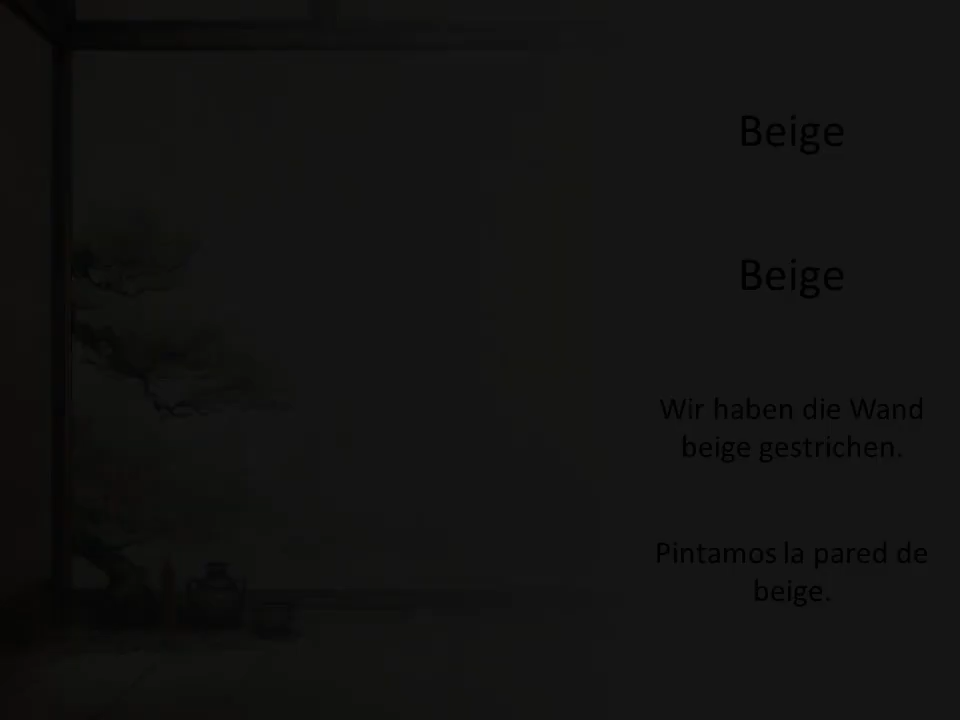 Beige
Beige
Wir haben die Wand
beige gestrichen.
Pintamos la pared de
beige.